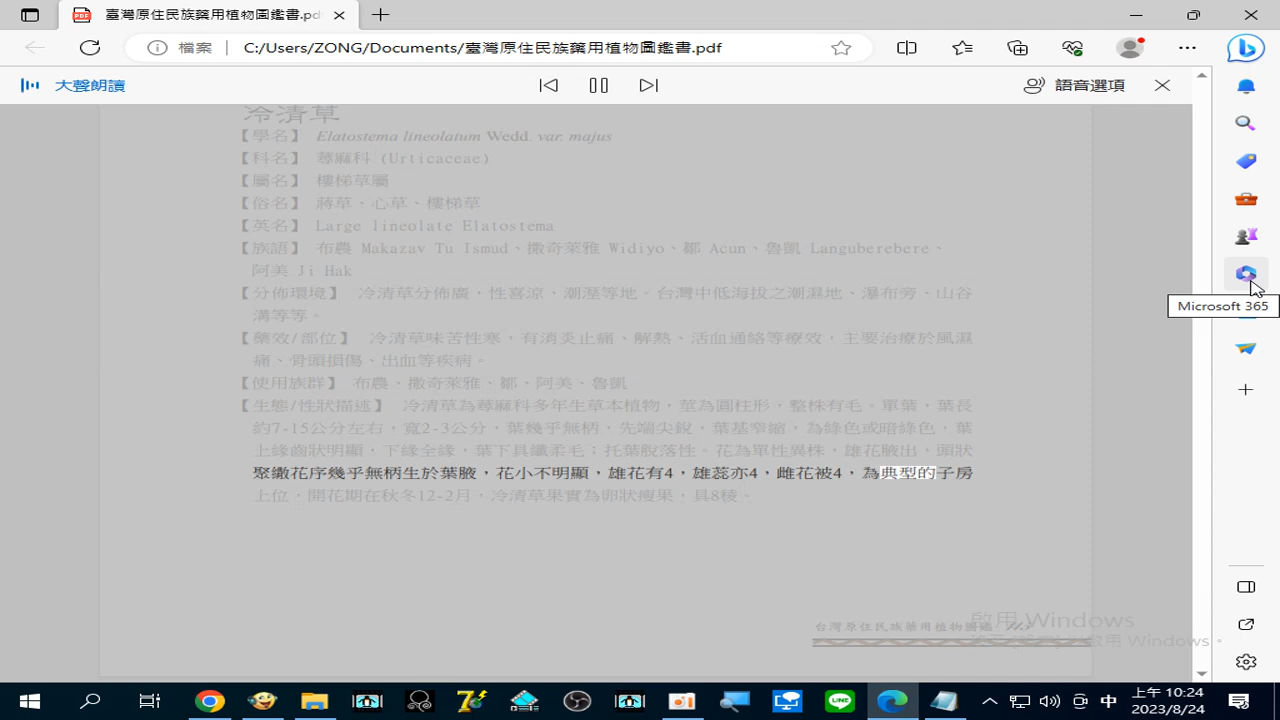 臺灣原住民族藥用植物圖鑑書.pd
檔案 C:/Users/ZONG/Documents/臺灣原住民族藥用植物圖鑑書.pdf
大聲朗讀
語音選項
冷清草
【學名】 Elatostema lineolatum Wedd. var. majus
【科名】 蕁麻科 (Urticaceae)
【屬名】 樓梯草屬
【俗名】 蔣草、心草、樓梯草
【英名】 Large lineolate Elatostema
【族語】 布農 Makazav Tu Ismud、撒奇萊雅 Widiyo、鄒 Acun、魯凱 Languberebere、
阿美 Ji Hak
【分佈環境】 冷清草分佈廣，性喜涼、潮溼等地。台灣中低海拔之潮濕地、瀑布旁、山谷
溝等等。
【藥效/部位】 冷清草味苦性寒，有消炎止痛、解熱、活血通絡等療效，主要治療於風濕
痛、骨頭損傷、出血等疾病。
【使用族群】 布農、撒奇萊雅、鄒、阿美、魯凱
【生態/性狀描述】 冷清草為蕁麻科多年生草本植物，莖為圓柱形，整株有毛。單葉，葉長
約7-15公分左右，寬2-3公分，葉幾乎無柄，先端尖銳，葉基窄縮，為綠色或暗綠色，葉
上緣齒狀明顯，下緣全緣，葉下具纖柔毛；托葉脫落性。花為單性異株，雄花腋出，頭狀
聚繖花序幾乎無柄生於葉腋，花小不明顯，雄花有4，雄蕊亦4，雌花被4，為典型的子房
上位，開花期在秋冬12-2月，冷清草果實為卵狀瘦果，具8稜。
台灣原住民族藥用植物圖鑑
Microsoft 365
啟用 Windows
中
上午 10:24
2023/8/24